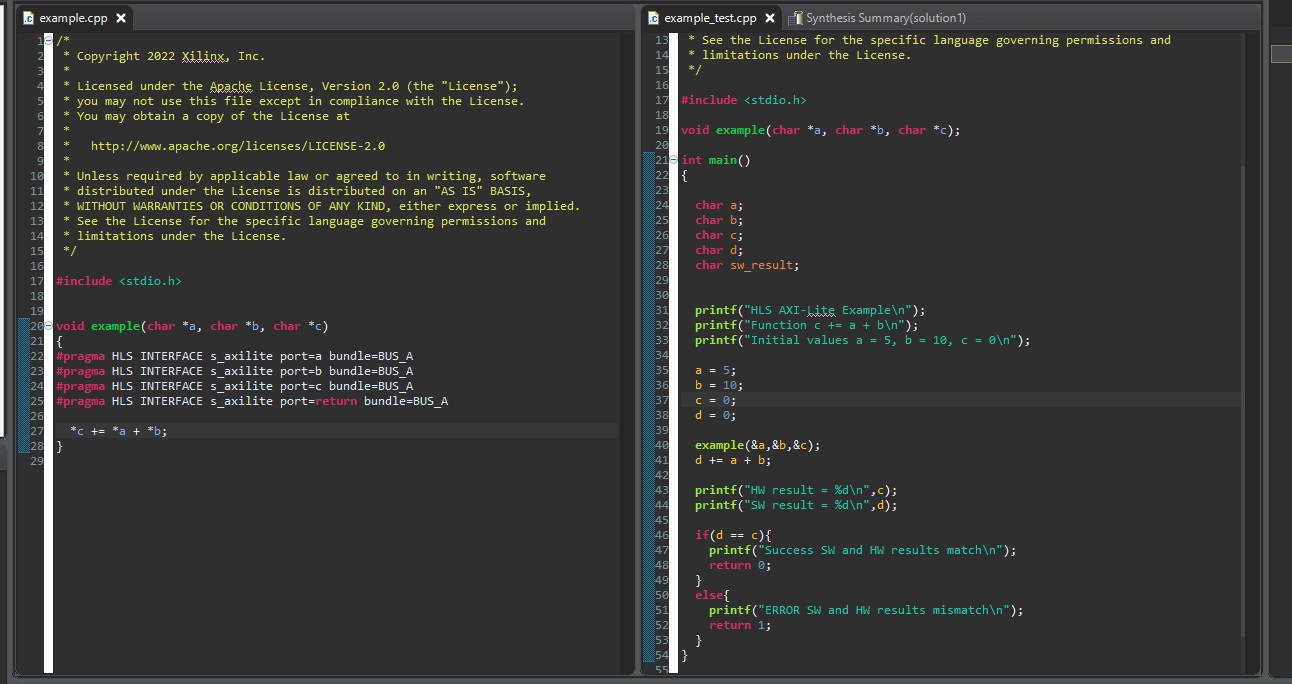 example.cpp
1 /*
2  * Copyright 2022 Xilinx, Inc.
3  *
4  * Licensed under the Apache License, Version 2.0 (the "License");
5  * you may not use this file except in compliance with the License.
6  * You may obtain a copy of the License at
7  *
8  *   http://www.apache.org/licenses/LICENSE-2.0
9  *
10  * Unless required by applicable law or agreed to in writing, software
11  * distributed under the License is distributed on an "AS IS" BASIS,
12  * WITHOUT WARRANTIES OR CONDITIONS OF ANY KIND, either express or implied.
13  * See the License for the specific language governing permissions and
14  * limitations under the License.
15  */
16
17 #include <stdio.h>
18
19
20 void example(char *a, char *b, char *c)
21 {
22 #pragma HLS INTERFACE s_axilite port=a bundle=BUS_A
23 #pragma HLS INTERFACE s_axilite port=b bundle=BUS_A
24 #pragma HLS INTERFACE s_axilite port=c bundle=BUS_A
25 #pragma HLS INTERFACE s_axilite port=return bundle=BUS_A
26
27   *c += *a + *b;
28 }
29
example_test.cpp
Synthesis Summary(solution1)
13  * See the License for the specific language governing permissions and
14  * limitations under the License.
15  */
16
17 #include <stdio.h>
18
19 void example(char *a, char *b, char *c);
20
21 int main()
22 {
23
24   char a;
25   char b;
26   char c;
27   char d;
28   char sw_result;
29
30
31   printf("HLS AXI-Lite Example\n");
32   printf("Function c += a + b\n");
33   printf("Initial values a = 5, b = 10, c = 0\n");
34
35   a = 5;
36   b = 10;
37   c = 0;
38   d = 0;
39
40   example(&a,&b,&c);
41   d += a + b;
42
43   printf("HW result = %d\n",c);
44   printf("SW result = %d\n",d);
45
46   if(d == c){
47     printf("Success SW and HW results match\n");
48     return 0;
49   }
50   else{
51     printf("ERROR SW and HW results mismatch\n");
52     return 1;
53   }
54 }
55